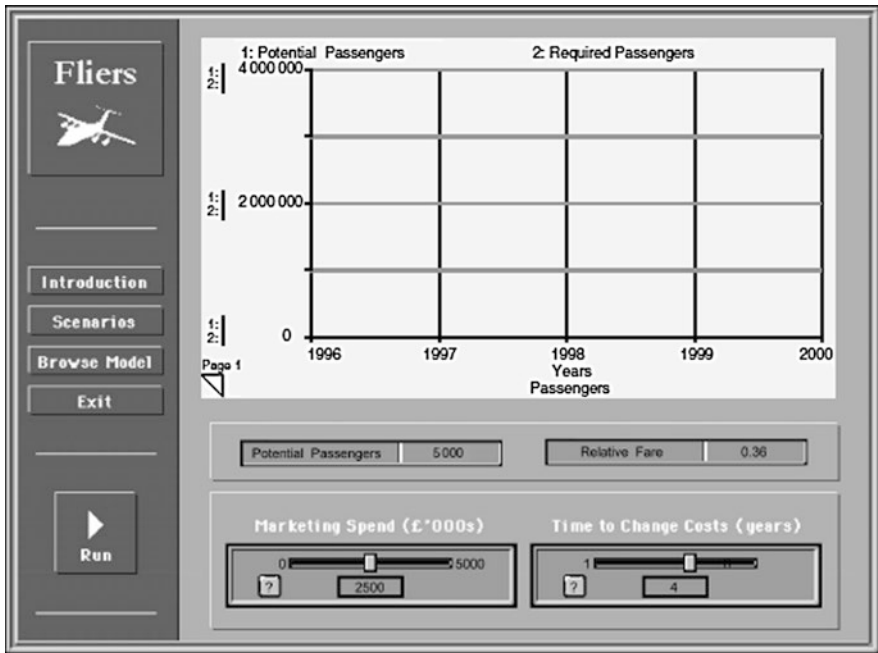 Fliers
Introduction
Scenarios
Browse Model
Exit
Run
1: Potential Passengers 2: Required Passengers
1:
2:
4 000 000
1:
2:
2 000 000
1:
2:
0
1996 1997 1998 1999 2000
Page 1
Years
Passengers
Potential Passengers 5 000 Relative Fare 0.36
Marketing Spend (£'000s)
0 5000
? 2500
Time to Change Costs (years)
1
? 4